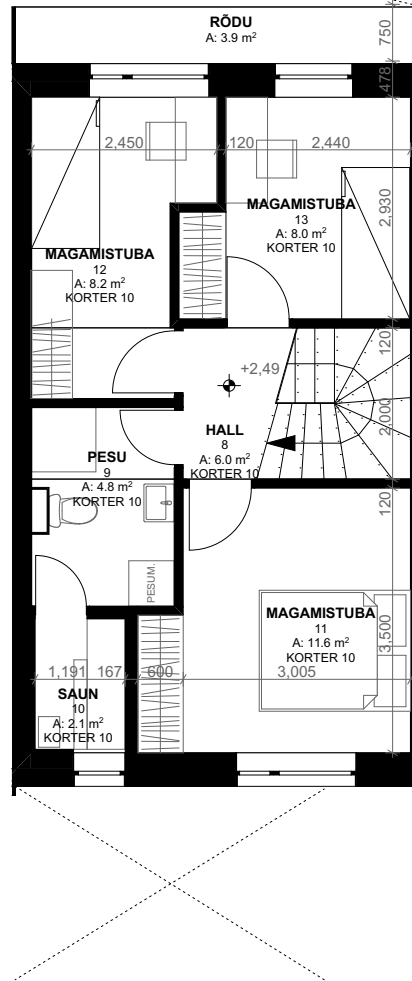 RÕDU
A: 3.9 m²
750
478
2,450
120
2,440
2,930
MAGAMISTUBA
12
A: 8.2 m²
KORTER 10
MAGAMISTUBA
13
A: 8.0 m²
KORTER 10
120
+2,49
2,000
HALL
8
A: 6.0 m²
KORTER 10
PESU
9
A: 4.8 m²
KORTER 10
120
PESUM.
MAGAMISTUBA
11
A: 11.6 m²
KORTER 10
3,500
1,191
167
600
3,005
SAUN
10
A: 2.1 m²
KORTER 10